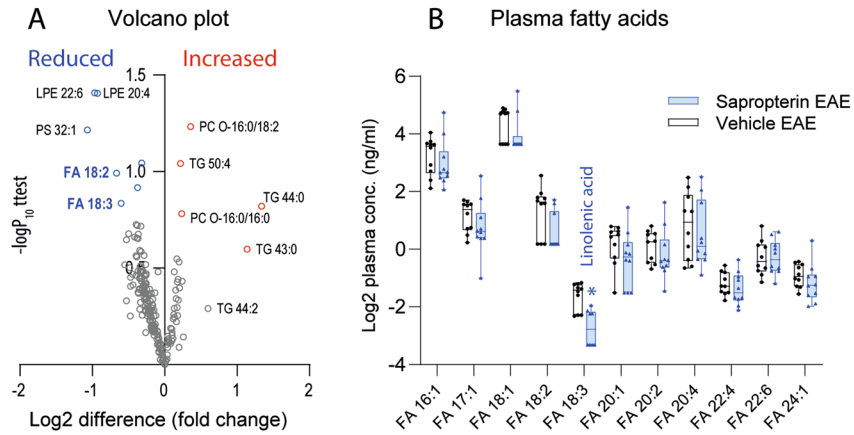 A
Volcano plot
Reduced
Increased
1.5
LPE 22:6
LPE 20:4
PC O-16:0/18:2
PS 32:1
TG 50:4
1.0
FA 18:2
FA 18:3
TG 44:0
PC O-16:0/16:0
TG 43:0
0.5
TG 44:2
-logP10 ttest
-2
-1
0
1
2
Log2 difference (fold change)
B
Plasma fatty acids
6
4
2
0
-2
-4
Log2 plasma conc. (ng/ml)
Sapropterin EAE
Vehicle EAE
Linolenic acid
*
FA 16:1
FA 17:1
FA 18:1
FA 18:2
FA 18:3
FA 20:1
FA 20:2
FA 20:4
FA 22:4
FA 22:6
FA 24:1